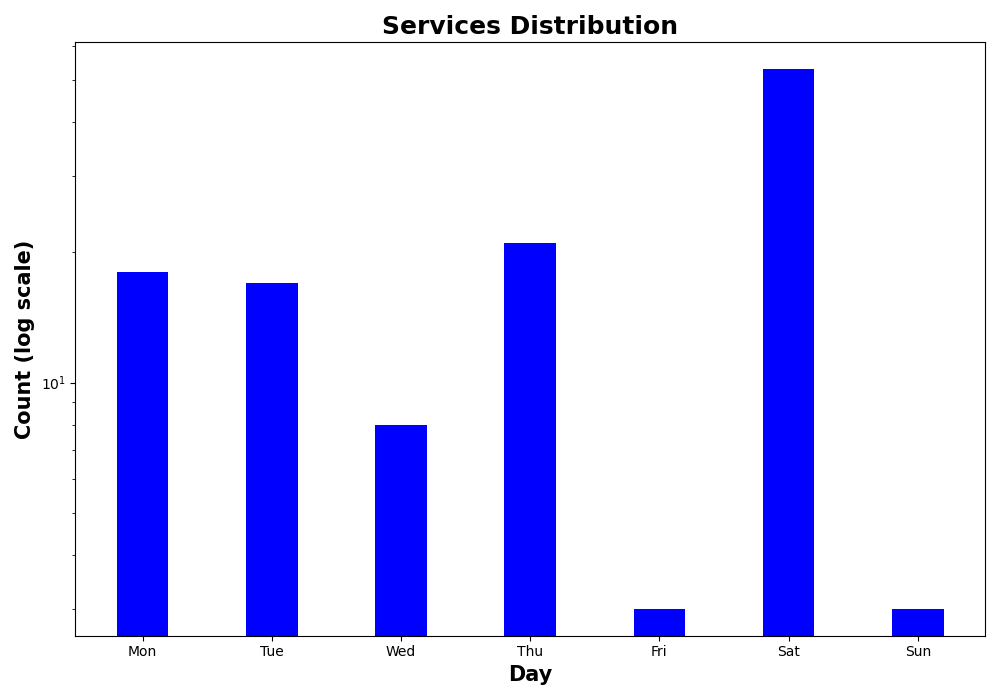 Services Distribution
Count (log scale)
10¹
Mon Tue Wed Thu Fri Sat Sun
Day